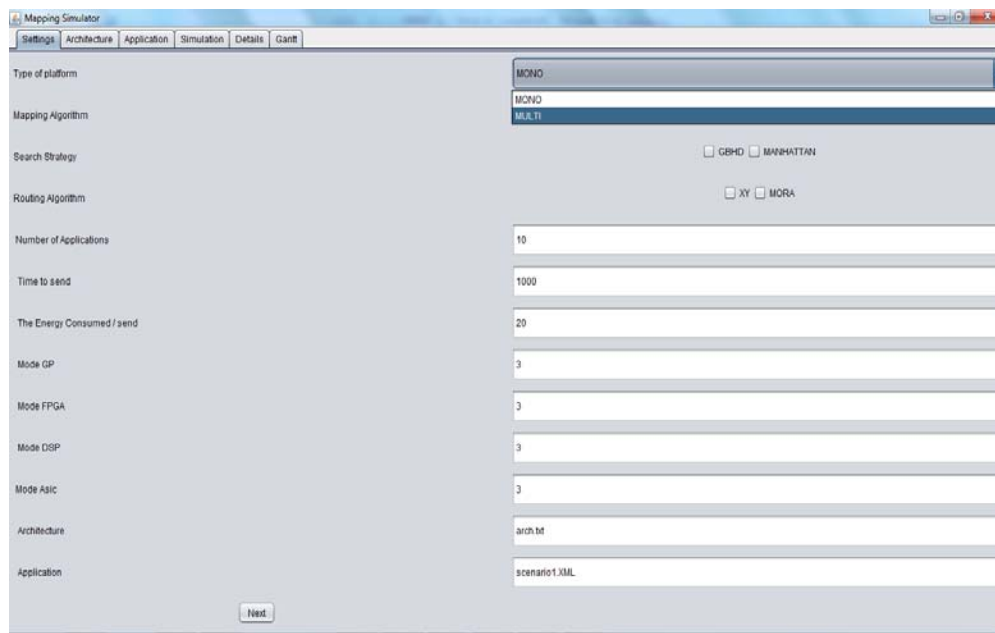 Mapping Simulator
Settings Architecture Application Simulation Details Gantt
Type of platform MONO
MONO
Mapping Algorithm MULTI
Search Strategy GBHD MANHATTAN
Routing Algorithm XY MORA
Number of Applications 10
Time to send 1000
The Energy Consumed / send 20
Mode GP 3
Mode FPGA 3
Mode DSP 3
Mode Asic 3
Architecture arch.txt
Application scenario1.XML
Next